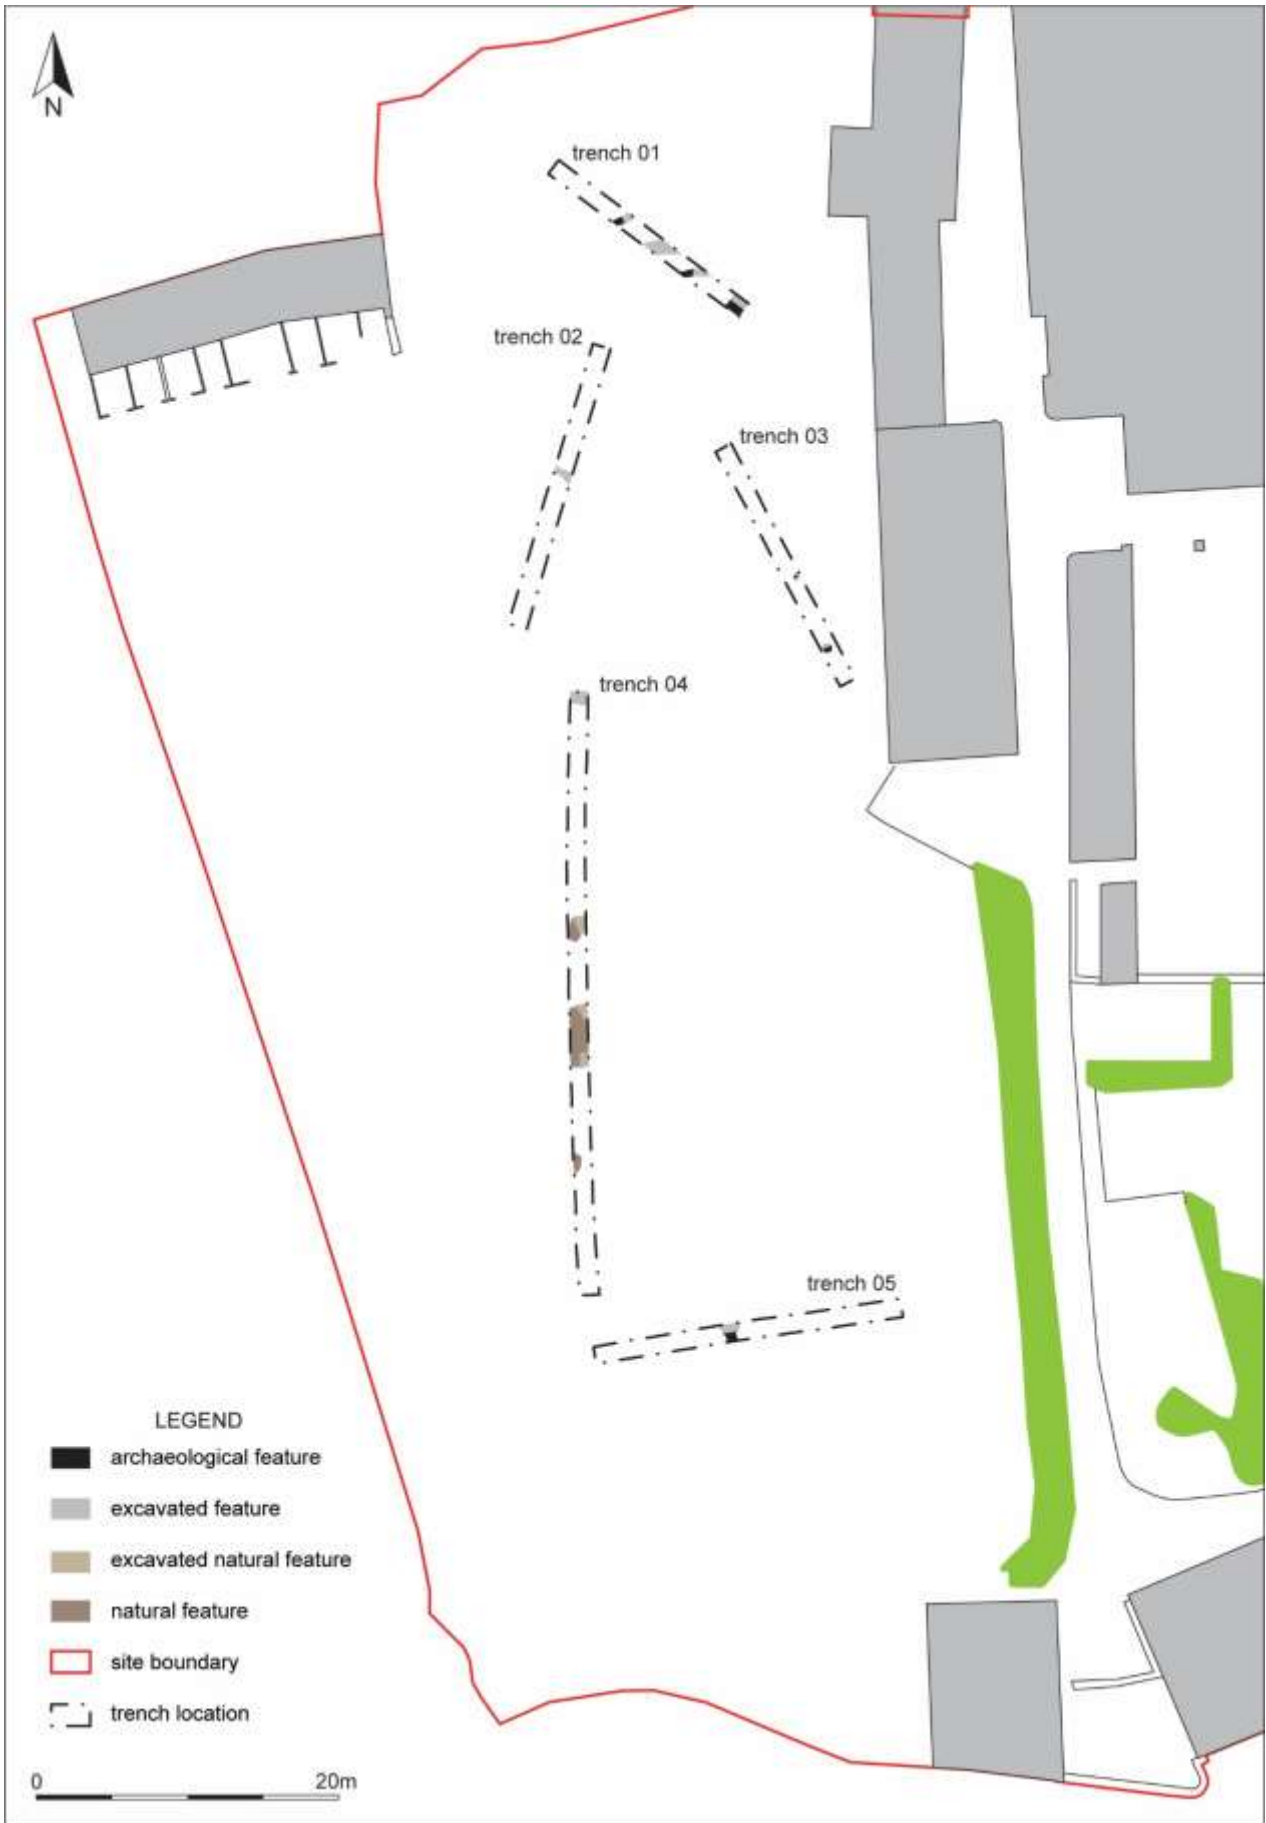 N
trench 01
trench 02
trench 03
trench 04
trench 05
LEGEND
archaeological feature
excavated feature
excavated natural feature
natural feature
site boundary
trench location
0 20m